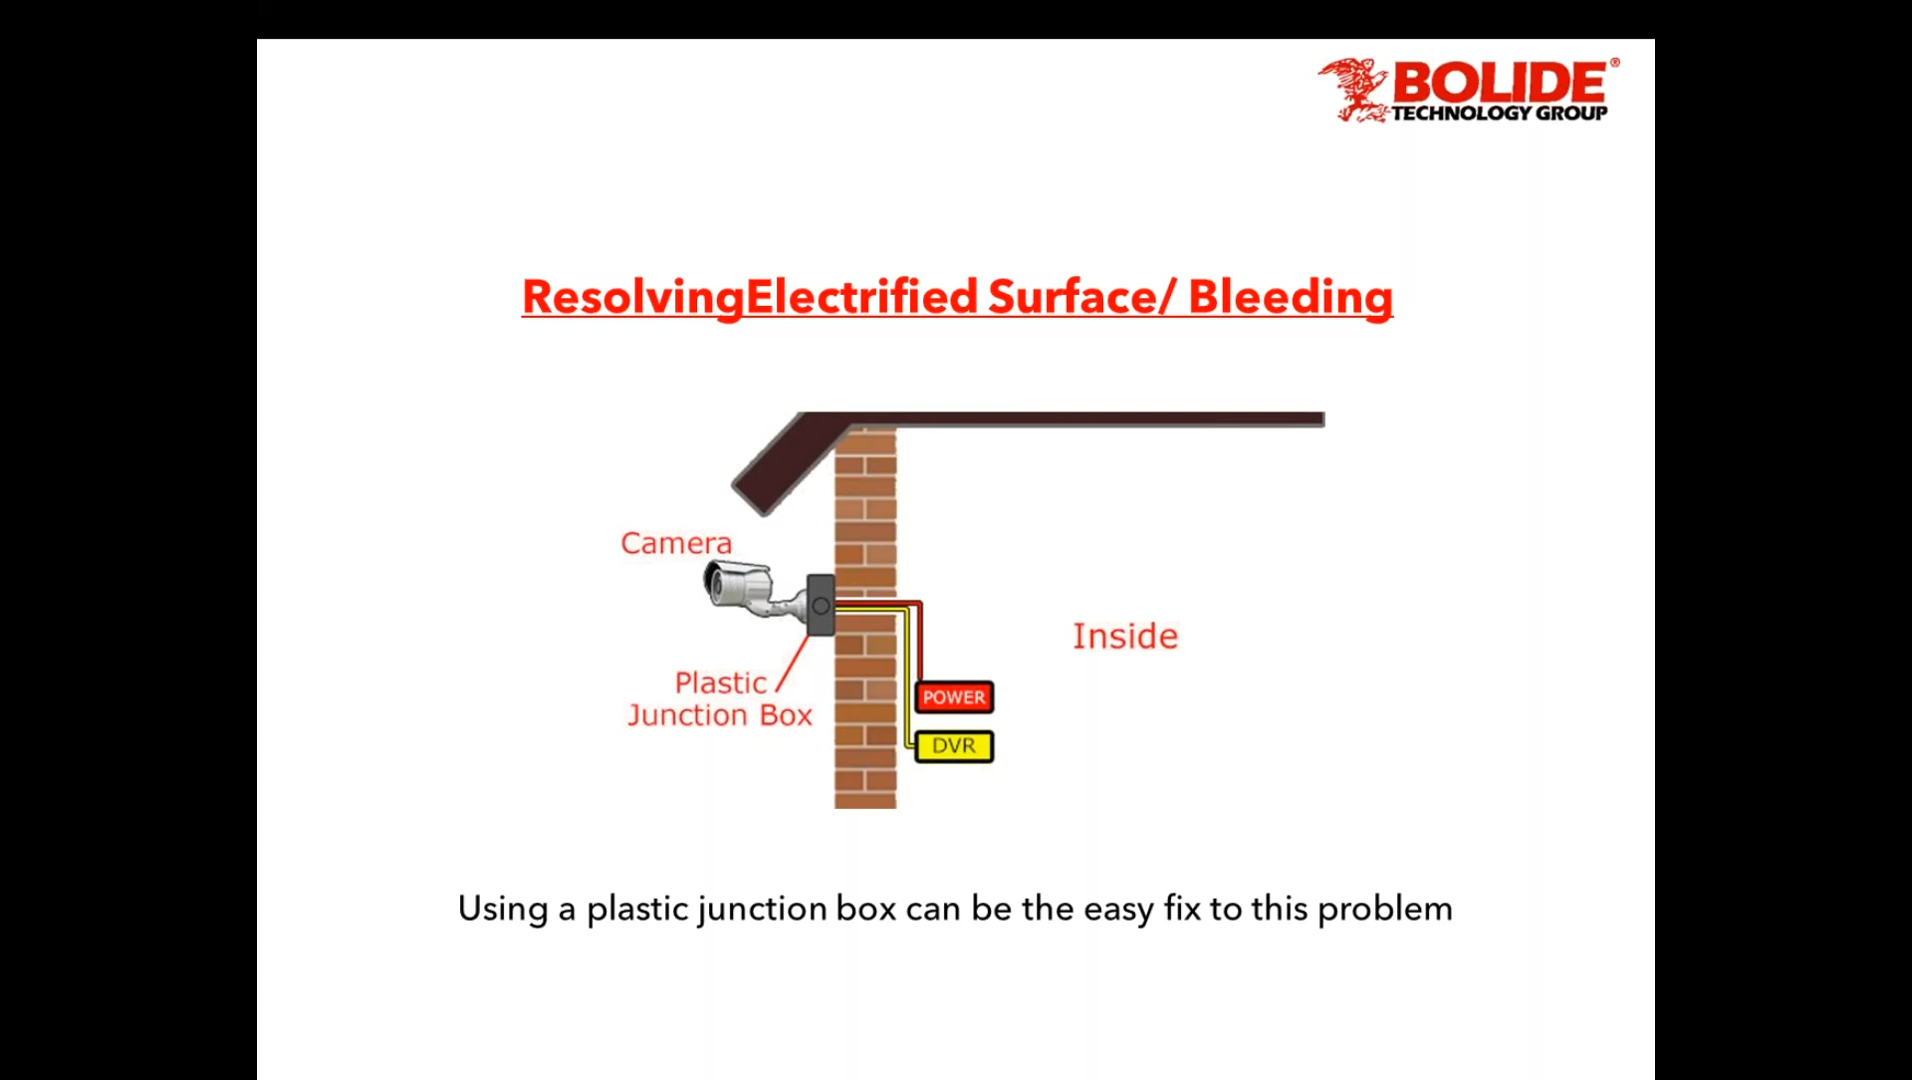 BOLIDE®
TECHNOLOGY GROUP
ResolvingElectrified Surface/ Bleeding
Camera
Inside
Plastic
Junction Box
POWER
DVR
Using a plastic junction box can be the easy fix to this problem